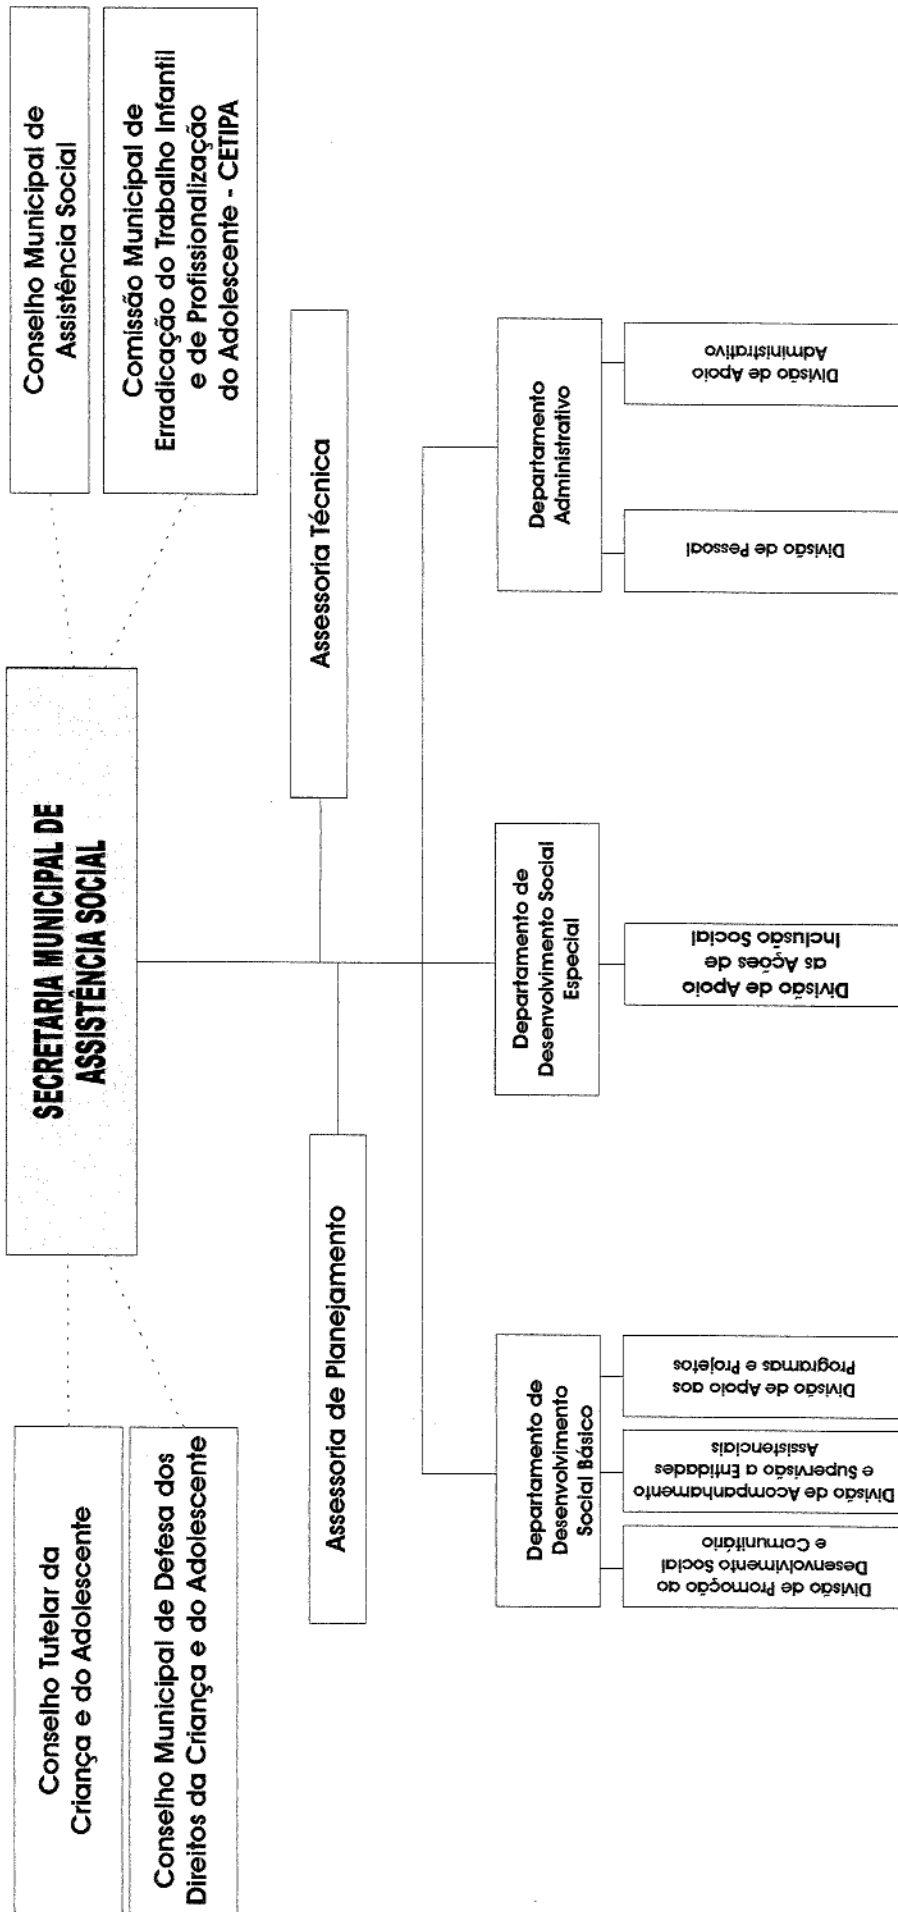 SECRETARIA MUNICIPAL DE
ASSISTÊNCIA SOCIAL
Conselho Tutelar da
Criança e do Adolescente
Conselho Municipal de Defesa dos
Direitos da Criança e do Adolescente
Conselho Municipal de
Assistência Social
Comissão Municipal de
Erradicação do Trabalho Infantil
e de Profissionalização
do Adolescente - CETIPA
Assessoria de Planejamento
Assessoria Técnica
Departamento de
Desenvolvimento
Social Básico
Divisão de Promoção ao
Desenvolvimento Social
e Comunitário
Divisão de Acompanhamento
e Supervisão a Entidades
Assistenciais
Divisão de Apoio aos
Programas e Projetos
Departamento de
Desenvolvimento Social
Especial
Divisão de Apoio
as Ações de
Inclusão Social
Departamento
Administrativo
Divisão de Pessoal
Divisão de Apoio
Administrativo